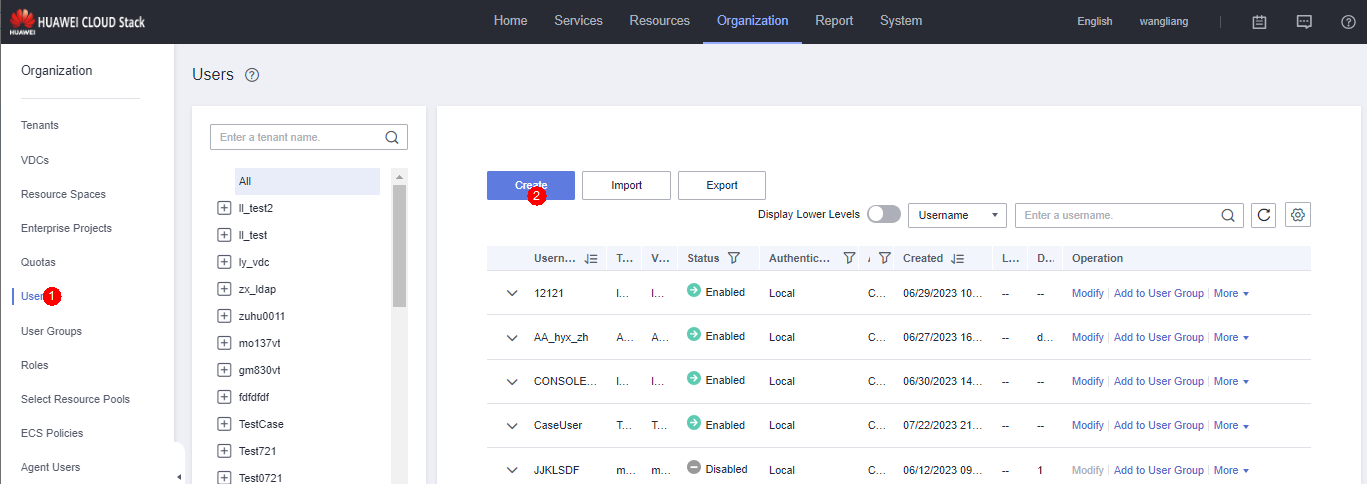 HUAWEI
HUAWEI CLOUD Stack
Home Services Resources Organization Report System English wangliang
Organization
Tenants
VDCs
Resource Spaces
Enterprise Projects
Quotas
User 1
User Groups
Roles
Select Resource Pools
ECS Policies
Agent Users
Users ?
Enter a tenant name.
All
ll_test2
ll_test
ly_vdc
zx_ldap
zuhu0011
mo137vt
gm830vt
fdfdfdf
TestCase
Test721
Test0721
Create Import Export
2
Display Lower Levels Username Enter a username.
Usern... T... V... Status Authentic... Created L... D... Operation
12121 I... I... Enabled Local C... 06/29/2023 10... -- -- Modify Add to User Group More
AA_hyx_zh A... A... Enabled Local C... 06/27/2023 16... -- d... Modify Add to User Group More
CONSOLE... I... I... Enabled Local C... 06/30/2023 14... -- -- Modify Add to User Group More
CaseUser T... T... Enabled Local C... 07/22/2023 21... -- -- Modify Add to User Group More
JJKLSDF m... m... Disabled Local C... 06/12/2023 09... -- 1 Modify Add to User Group More